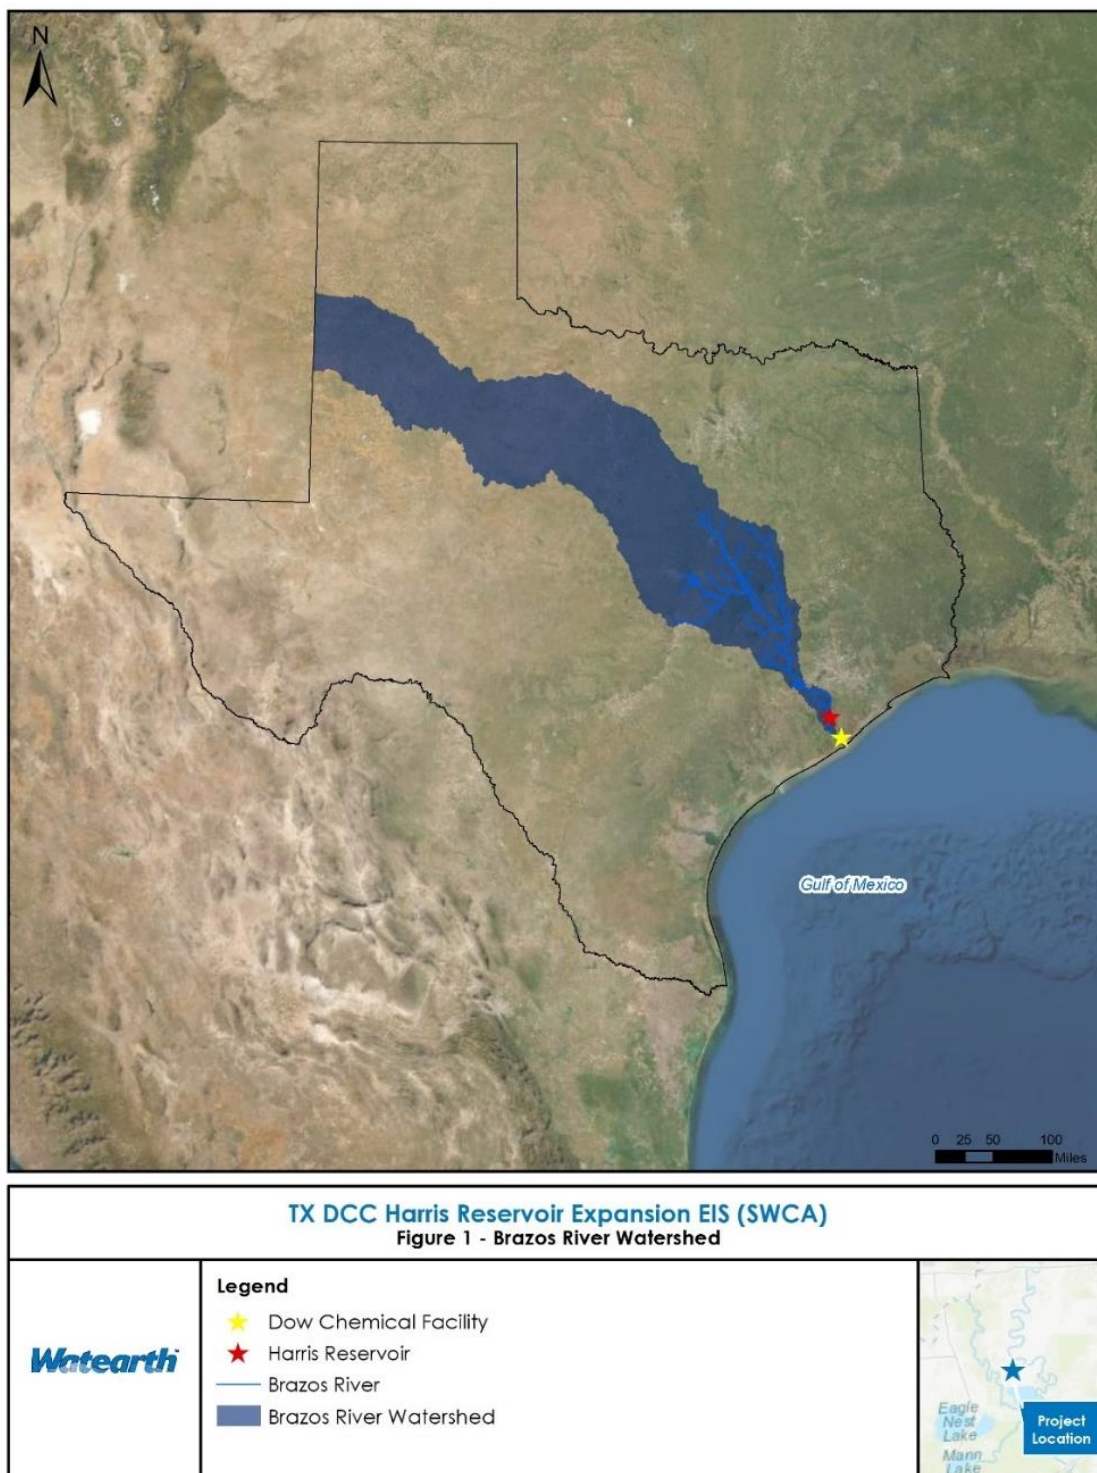 N
Gulf of Mexico
0 25 50 100
Miles
TX DCC Harris Reservoir Expansion EIS (SWCA)
Figure 1 - Brazos River Watershed
Watearth
Legend
Dow Chemical Facility
Harris Reservoir
Brazos River
Brazos River Watershed
Eagle
Nest
Lake
Mann
Lake
Project
Location